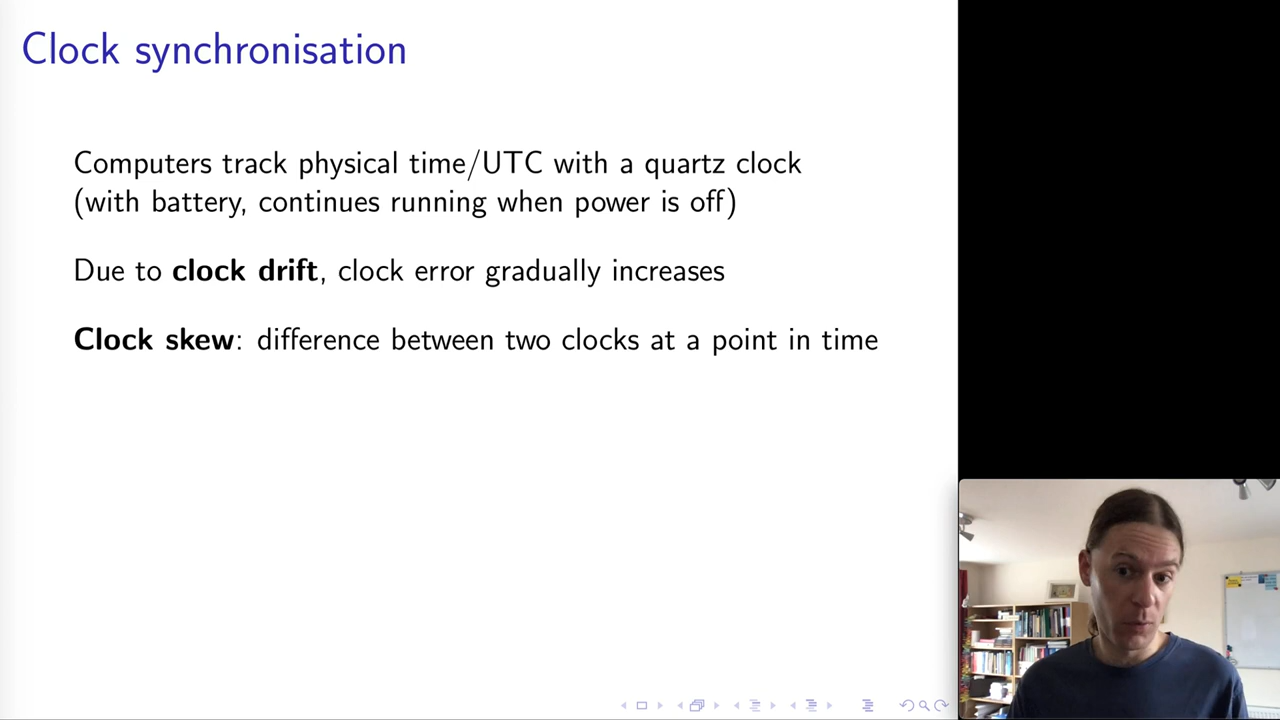 Clock synchronisation
Computers track physical time/UTC with a quartz clock
(with battery, continues running when power is off)
Due to clock drift, clock error gradually increases
Clock skew: difference between two clocks at a point in time